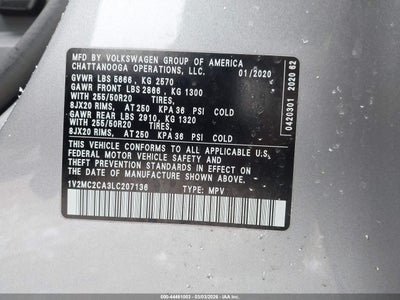 MFD BY VOLKSWAGEN GROUP OF AMERICA
CHATTANOOGA OPERATIONS, LLC. 01/2020
GVWR LBS 5666 , KG 2570
GAWR FRONT LBS 2866 , KG 1300
WITH 255/50R20 TIRES,
8JX20 RIMS, AT 250 KPA 36 PSI COLD
GAWR REAR LBS 2910, KG 1320
WITH 255/50R20 TIRES,
8JX20 RIMS, AT 250 KPA 36 PSI COLD
THIS VEHICLE CONFORMS TO ALL APPLICABLE U.S.
FEDERAL MOTOR VEHICLE SAFETY AND
THEFT PREVENTION STANDARDS IN EFFECT
ON THE DATE OF MANUFACTURE SHOWN ABOVE.
1V2MC2CA3LC207136 TYPE: MPV
0420301 2020 62
600-44461003 - 03/03/2026 - IAA Inc.